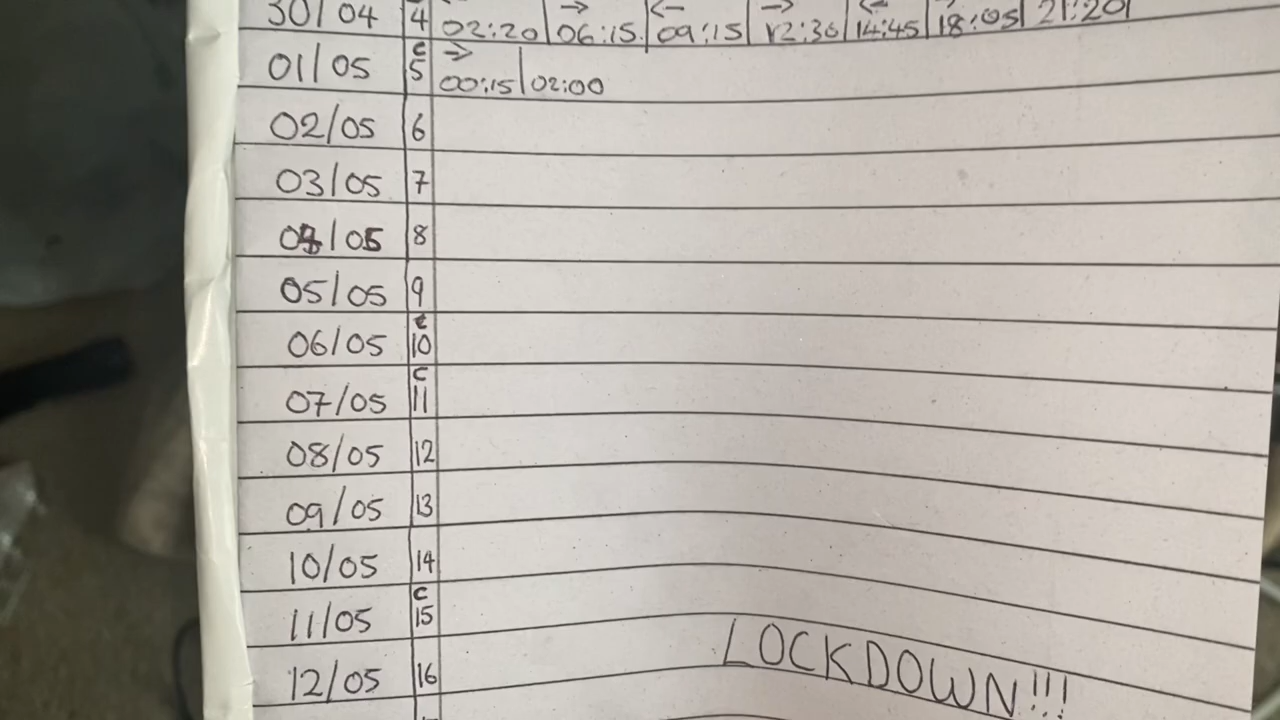 30/04 4 → ← → ← 02:20 06:15 09:15 12:30 14:45 18:05 21:20
01/05 c 5 → 00:15 02:00
02/05 6
03/05 7
04/05 8
05/05 9
06/05 c 10
07/05 c 11
08/05 12
09/05 13
10/05 14
11/05 c 15
12/05 16
LOCKDOWN!!!